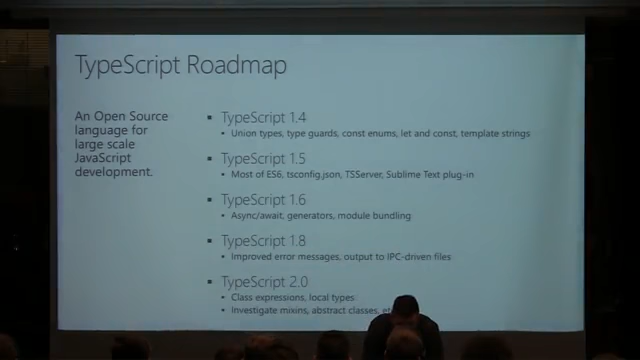 TypeScript Roadmap
An Open Source
language for
large scale
JavaScript
development.
▪ TypeScript 1.4
• Union types, type guards, const enums, let and const, template strings
▪ TypeScript 1.5
• Most of ES6, tsconfig.json, TSServer, Sublime Text plug-in
▪ TypeScript 1.6
• Async/await, generators, module bundling
▪ TypeScript 1.8
• Improved error messages, output to IPC-driven files
▪ TypeScript 2.0
• Class expressions, local types
• Investigate mixins, abstract classes,